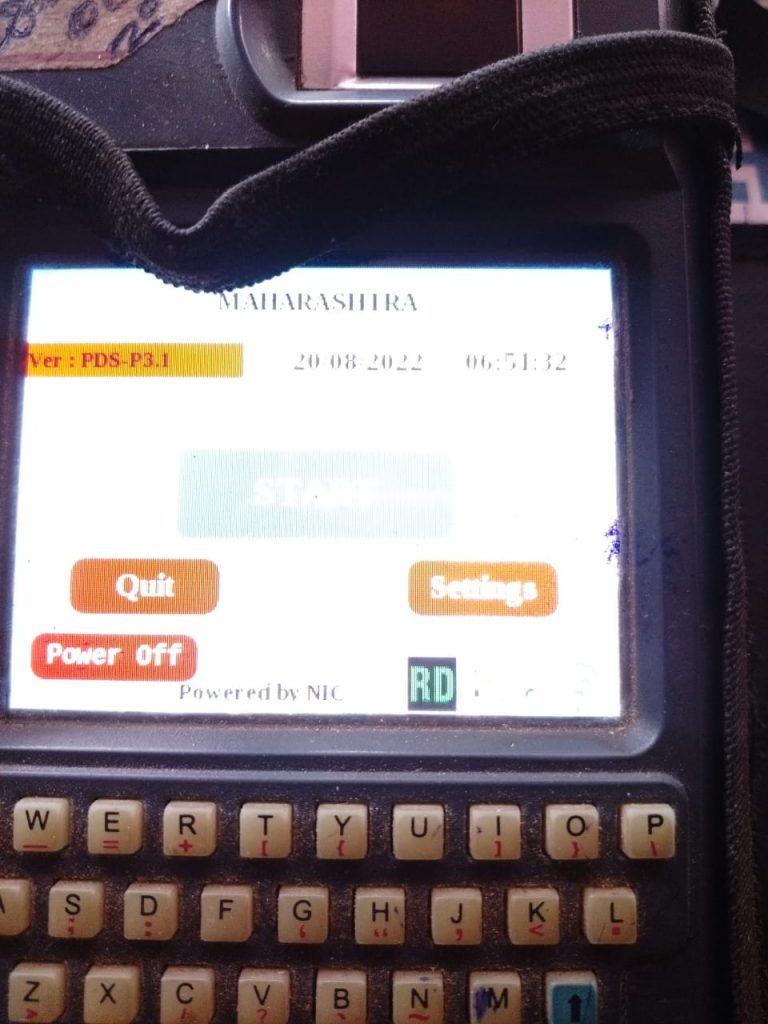 MAHARASHTRA
Ver : PDS-P3.1 20-08-2022 06:51:32
START
Quit Settings
Power Off
Powered by NIC RD
W E R T Y U I O P
_ = + [ { ] } \
A S D F G H J K L
; : ‘ “ , < .
Z X C V B N M
> / ? ` ~